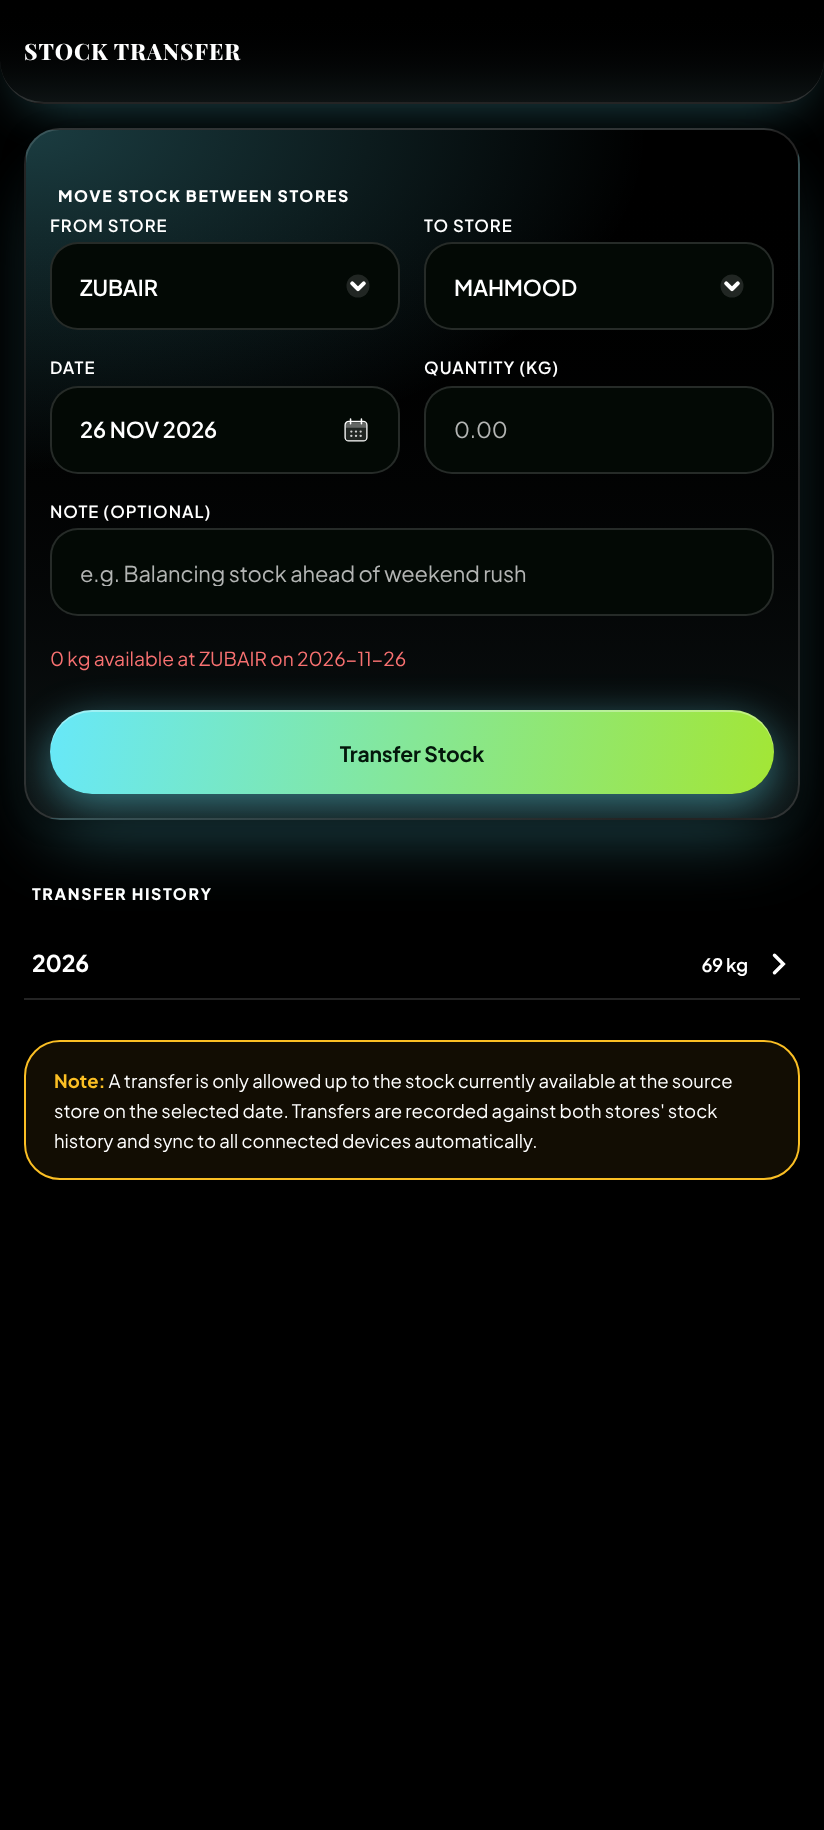 STOCK TRANSFER
MOVE STOCK BETWEEN STORES
FROM STORE
TO STORE
ZUBAIR
MAHMOOD
DATE
QUANTITY (KG)
26 NOV 2026
0.00
NOTE (OPTIONAL)
e.g. Balancing stock ahead of weekend rush
0 kg available at ZUBAIR on 2026-11-26
Transfer Stock
TRANSFER HISTORY
2026
69 kg
Note: A transfer is only allowed up to the stock currently available at the source
store on the selected date. Transfers are recorded against both stores' stock
history and sync to all connected devices automatically.